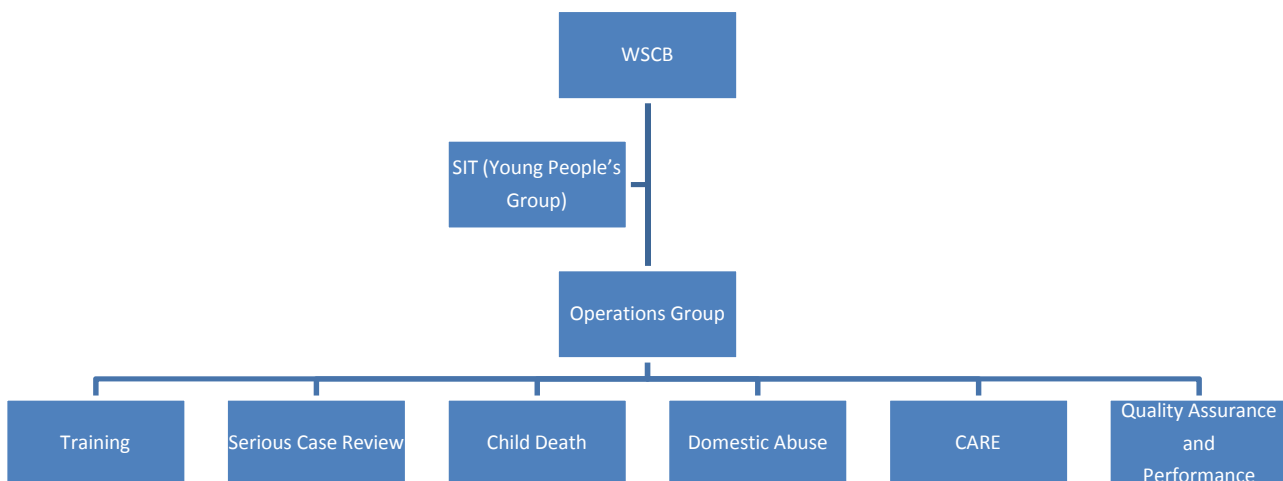 WSCB
SIT (Young People’s
Group)
Operations Group
Training
Serious Case Review
Child Death
Domestic Abuse
CARE
Quality Assurance
and
Performance